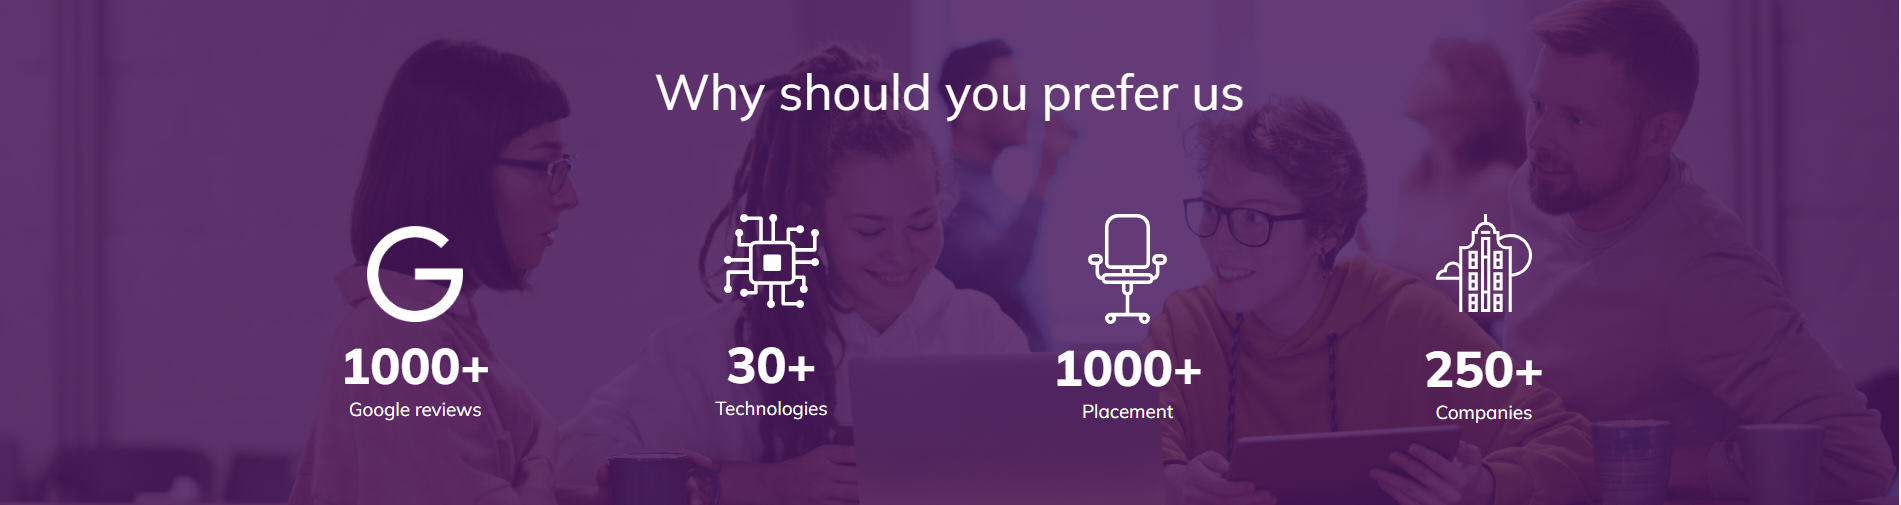 Why should you prefer us
1000+
Google reviews
30+
Technologies
1000+
Placement
250+
Companies